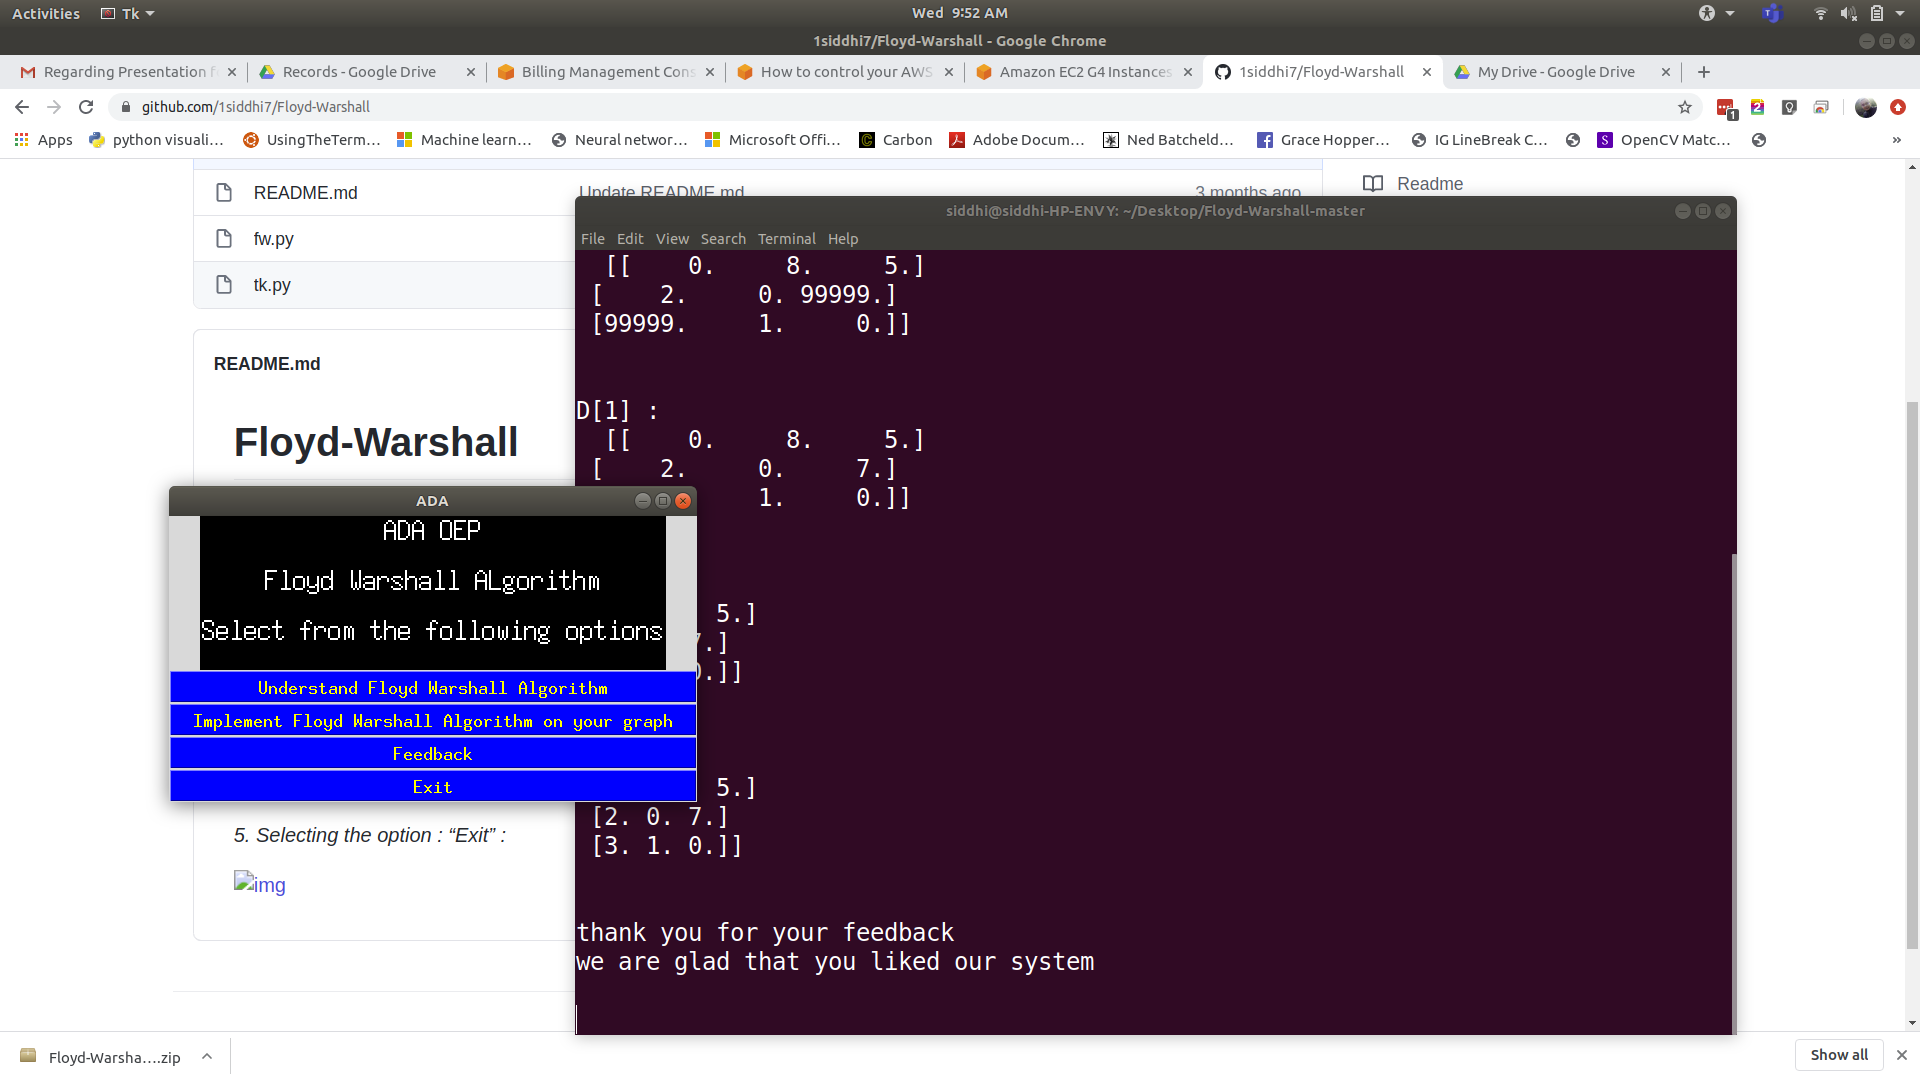 Activities Tk Wed 9:52 AM
1siddhi7/Floyd-Warshall - Google Chrome
Regarding Presentation f Records - Google Drive Billing Management Cons How to control your AWS Amazon EC2 G4 Instances 1siddhi7/Floyd-Warshall My Drive - Google Drive
github.com/1siddhi7/Floyd-Warshall
Apps python visuali... UsingTheTerm... Machine learn... Neural networ... Microsoft Offi... Carbon Adobe Docum... Ned Batcheld... Grace Hopper... IG LineBreak C... OpenCV Matc... »
README.md Update README.md 3 months ago
Readme
fw.py
tk.py
README.md
Floyd-Warshall
siddhi@siddhi-HP-ENVY: ~/Desktop/Floyd-Warshall-master
File Edit View Search Terminal Help
[[ 0. 8. 5.]
[ 2. 0. 99999.]
[99999. 1. 0.]]
D[1] :
[[ 0. 8. 5.]
[ 2. 0. 7.]
1. 0.]]
5.]
.]
.]]
5.]
[2. 0. 7.]
[3. 1. 0.]]
thank you for your feedback
we are glad that you liked our system
ADA
ADA OEP
Floyd Warshall ALgorithm
Select from the following options
Understand Floyd Warshall Algorithm
Implement Floyd Warshall Algorithm on your graph
Feedback
Exit
5. Selecting the option : “Exit” :
img
Floyd-Warsha....zip
Show all